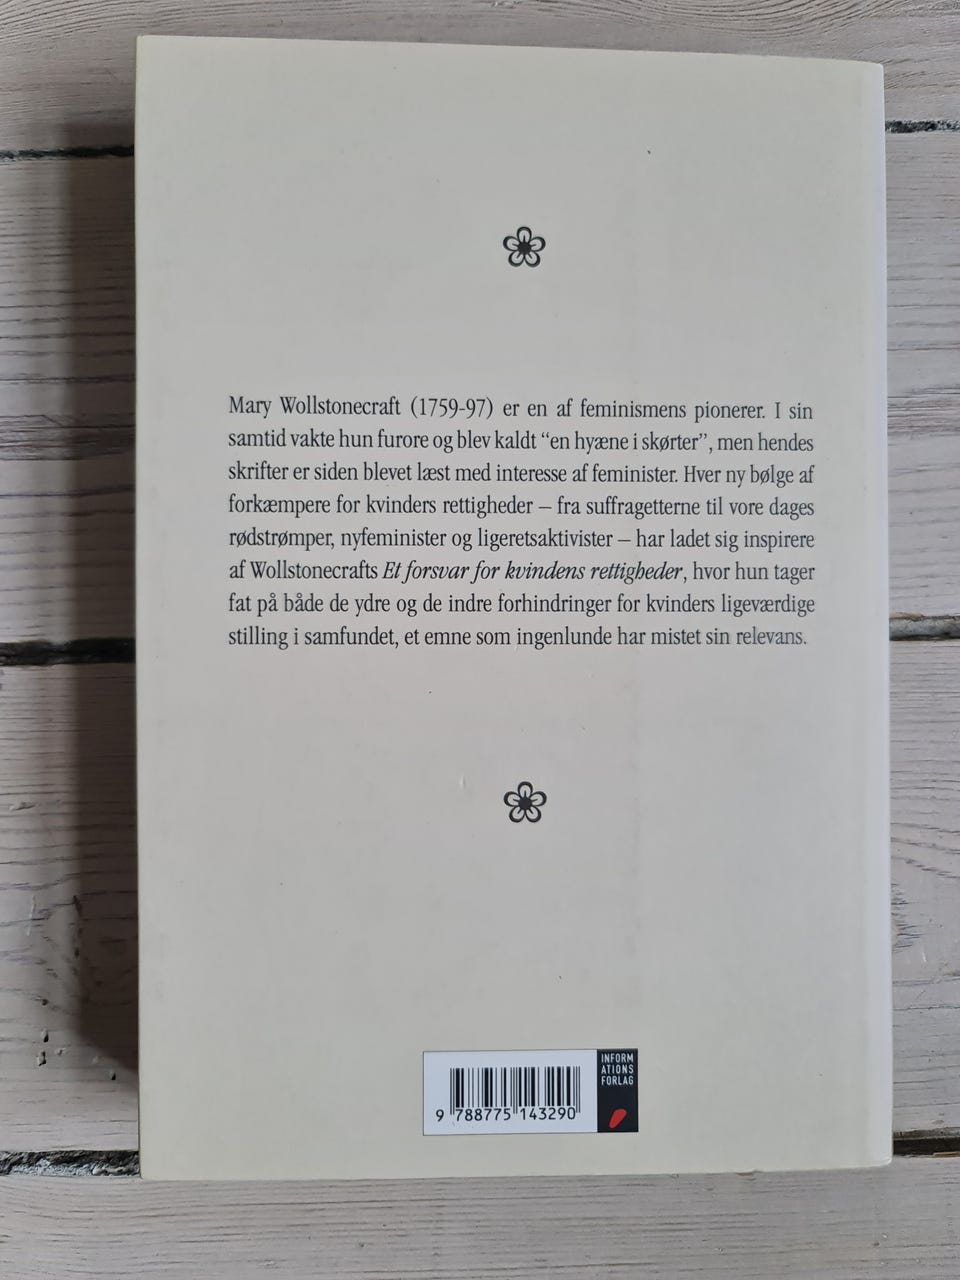 Mary Wollstonecraft (1759-97) er en af feminismens pionerer. I sin
samtid vakte hun furore og blev kaldt “en hyæne i skørter”, men hendes
skrifter er siden blevet læst med interesse af feminister. Hver ny bølge af
forkæmpere for kvinders rettigheder – fra suffragetterne til vore dages
rødstrømper, nyfeminister og ligeretsaktivister – har ladet sig inspirere
af Wollstonecrafts Et forsvar for kvindens rettigheder, hvor hun tager
fat på både de ydre og de indre forhindringer for kvinders ligeværdige
stilling i samfundet, et emne som ingenlunde har mistet sin relevans.
INFORM
ATIONS
FORLAG
9 788775 143290